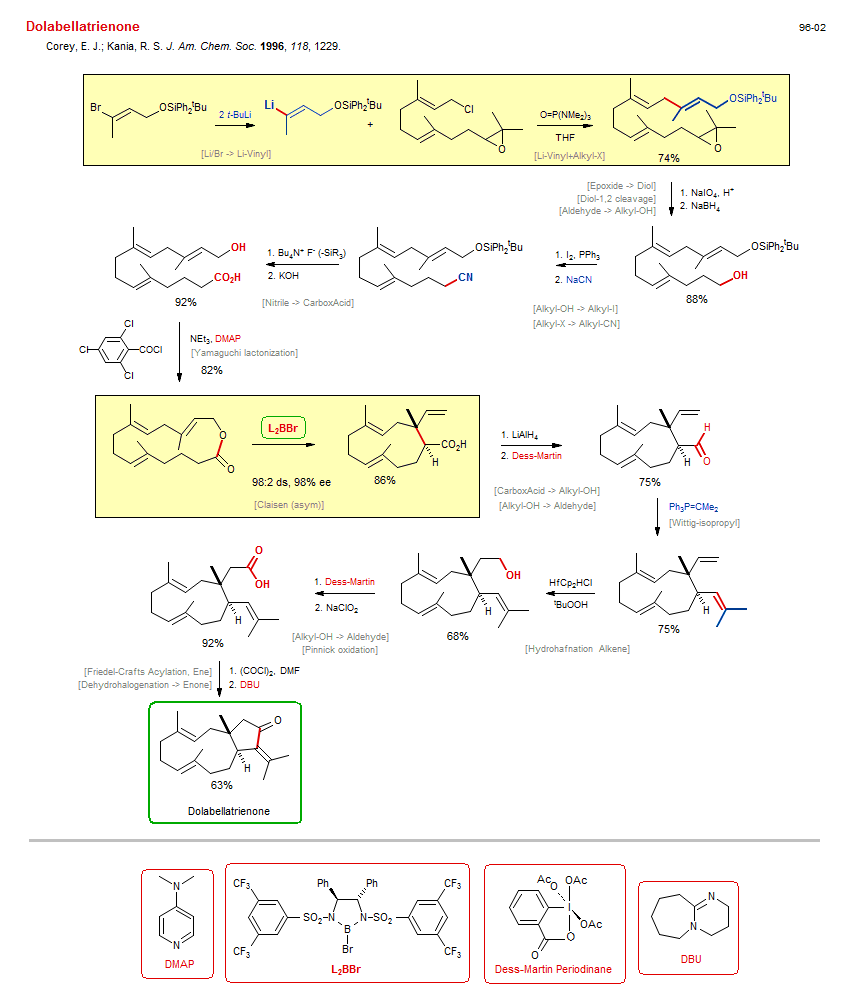 Dolabellatrienone
96-02
Corey, E. J.; Kania, R. S. J. Am. Chem. Soc. 1996, 118, 1229.
Br
OSiPh2tBu
2 t-BuLi
[Li/Br -> Li-Vinyl]
Li
OSiPh2tBu
+
Cl
O
O=P(NMe2)3
THF
[Li-Vinyl+Alkyl-X]
OSiPh2tBu
O
74%
[Epoxide -> Diol]
[Diol-1,2 cleavage]
[Aldehyde -> Alkyl-OH]
1. NaIO4, H+
2. NaBH4
OH
CO2H
92%
1. Bu4N+ F- (-SiR3)
2. KOH
[Nitrile -> CarboxAcid]
OSiPh2tBu
CN
1. I2, PPh3
2. NaCN
[Alkyl-OH -> Alkyl-I]
[Alkyl-X -> Alkyl-CN]
OSiPh2tBu
OH
88%
Cl
Cl
COCl
Cl
NEt3, DMAP
[Yamaguchi lactonization]
82%
O
O
L2BBr
98:2 ds, 98% ee
[Claisen (asym)]
CO2H
H
86%
1. LiAlH4
2. Dess-Martin
[CarboxAcid -> Alkyl-OH]
[Alkyl-OH -> Aldehyde]
H
O
H
75%
Ph3P=CMe2
[Wittig-isopropyl]
O
OH
H
92%
1. Dess-Martin
2. NaClO2
[Alkyl-OH -> Aldehyde]
[Pinnick oxidation]
OH
H
68%
HfCp2HCl
tBuOOH
[Hydrohafnation Alkene]
H
75%
[Friedel-Crafts Acylation, Ene]
[Dehydrohalogenation -> Enone]
1. (COCl)2, DMF
2. DBU
O
H
63%
Dolabellatrienone
N
N
DMAP
CF3
Ph
Ph
CF3
SO2-N
N-SO2
B
Br
CF3
CF3
L2BBr
AcO
OAc
I
OAc
O
O
Dess-Martin Periodinane
N
N
DBU